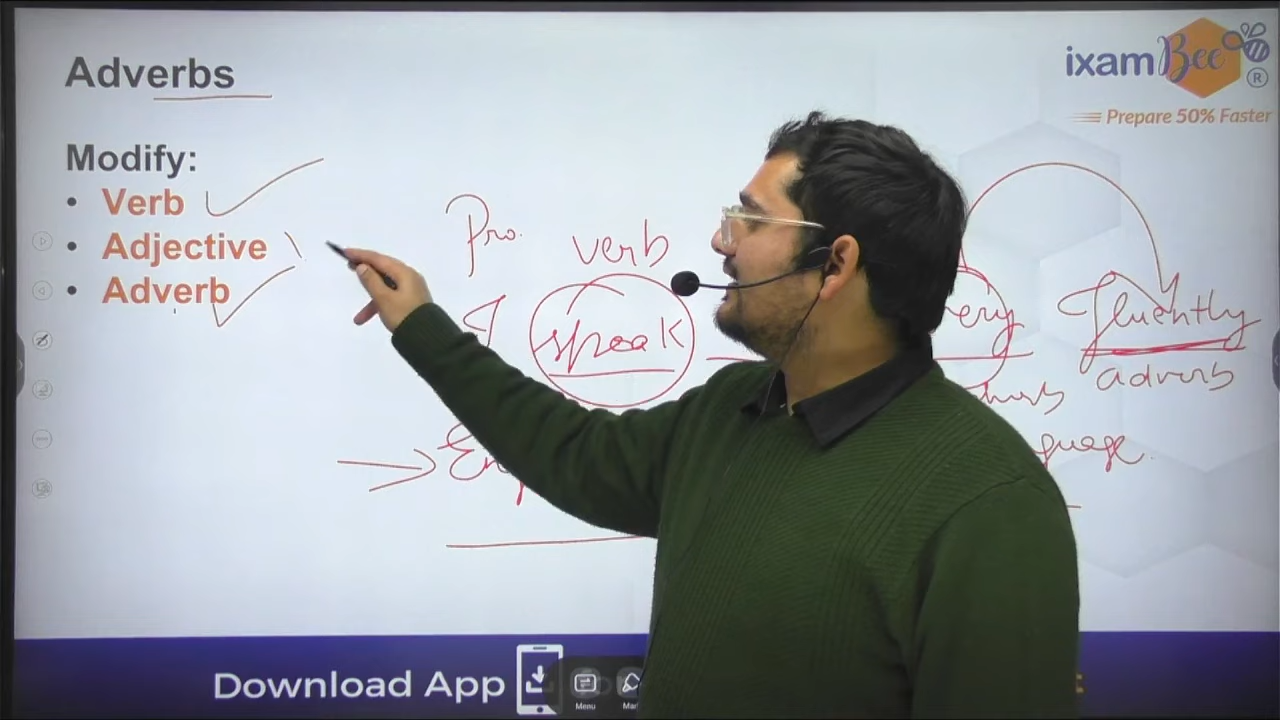 Adverbs
ixamBee
®
Prepare 50% Faster
Modify:
• Verb
• Adjective
• Adverb
Pro. verb
I speak fluently
adverb
Download App
Menu